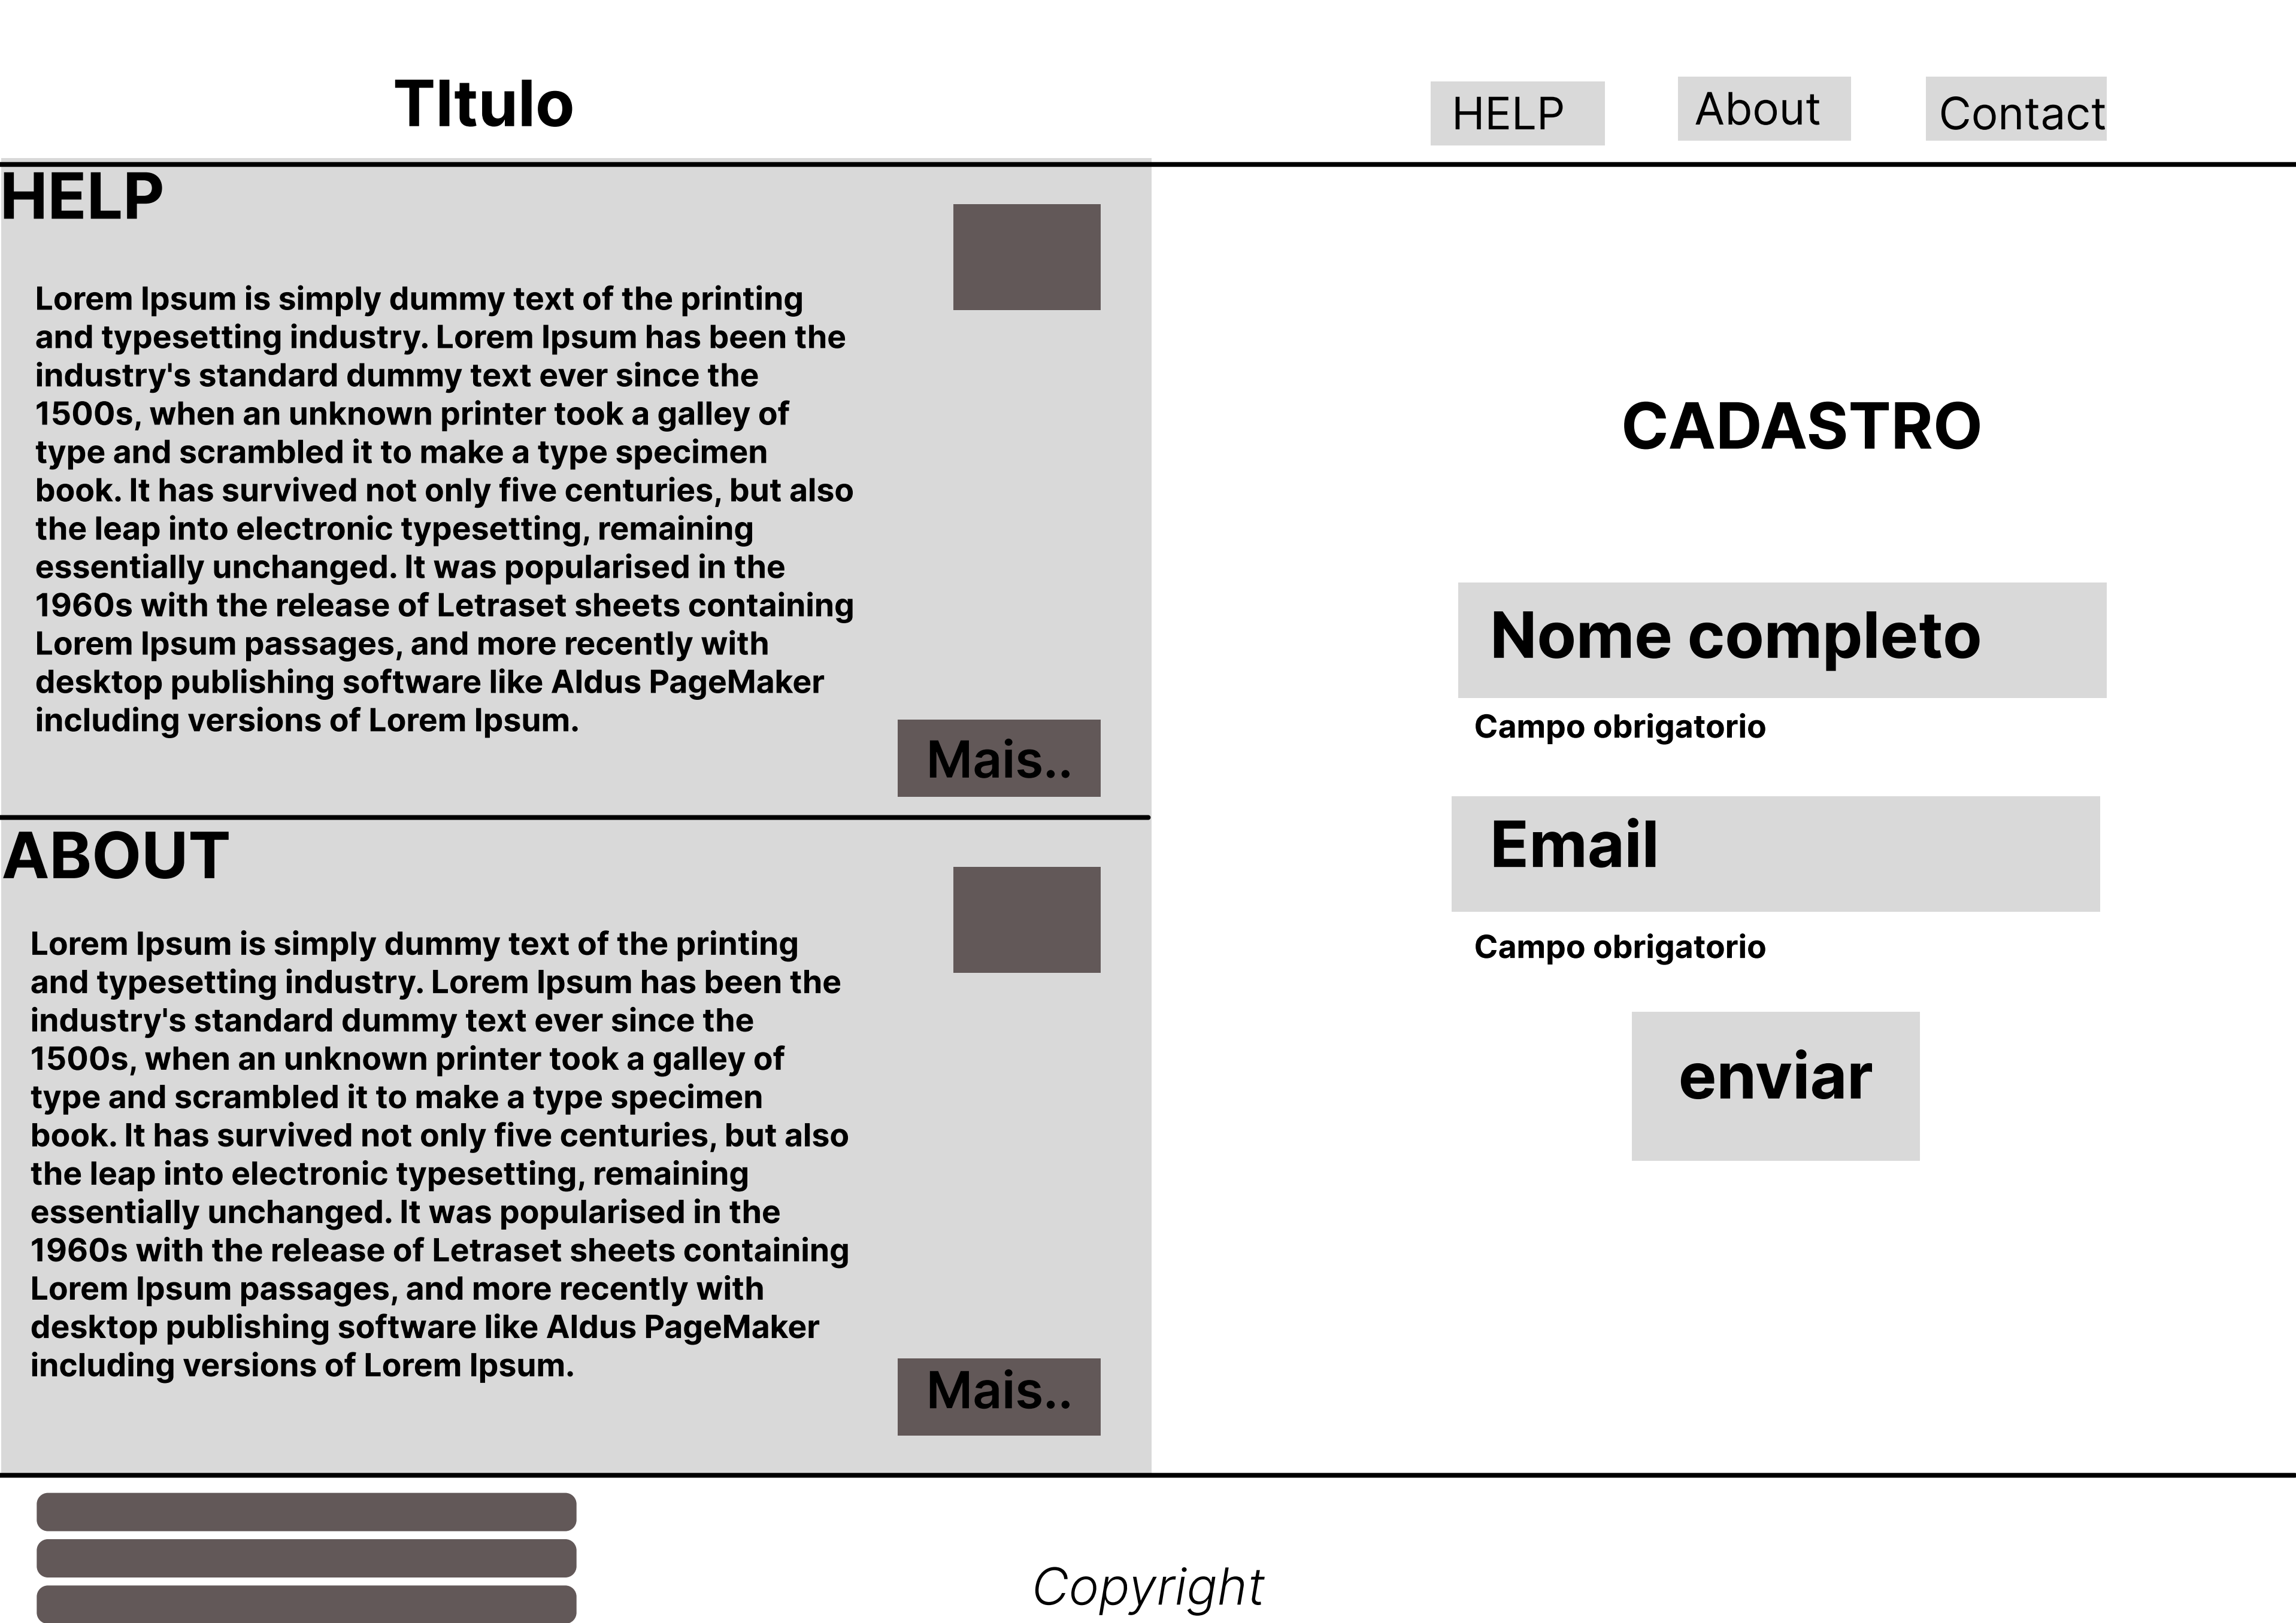 TItulo
HELP
About
Contact
HELP
Lorem Ipsum is simply dummy text of the printing
and typesetting industry. Lorem Ipsum has been the
industry's standard dummy text ever since the
1500s, when an unknown printer took a galley of
type and scrambled it to make a type specimen
book. It has survived not only five centuries, but also
the leap into electronic typesetting, remaining
essentially unchanged. It was popularised in the
1960s with the release of Letraset sheets containing
Lorem Ipsum passages, and more recently with
desktop publishing software like Aldus PageMaker
including versions of Lorem Ipsum.
Mais..
ABOUT
Lorem Ipsum is simply dummy text of the printing
and typesetting industry. Lorem Ipsum has been the
industry's standard dummy text ever since the
1500s, when an unknown printer took a galley of
type and scrambled it to make a type specimen
book. It has survived not only five centuries, but also
the leap into electronic typesetting, remaining
essentially unchanged. It was popularised in the
1960s with the release of Letraset sheets containing
Lorem Ipsum passages, and more recently with
desktop publishing software like Aldus PageMaker
including versions of Lorem Ipsum.
Mais..
CADASTRO
Nome completo
Campo obrigatorio
Email
Campo obrigatorio
enviar
Copyright